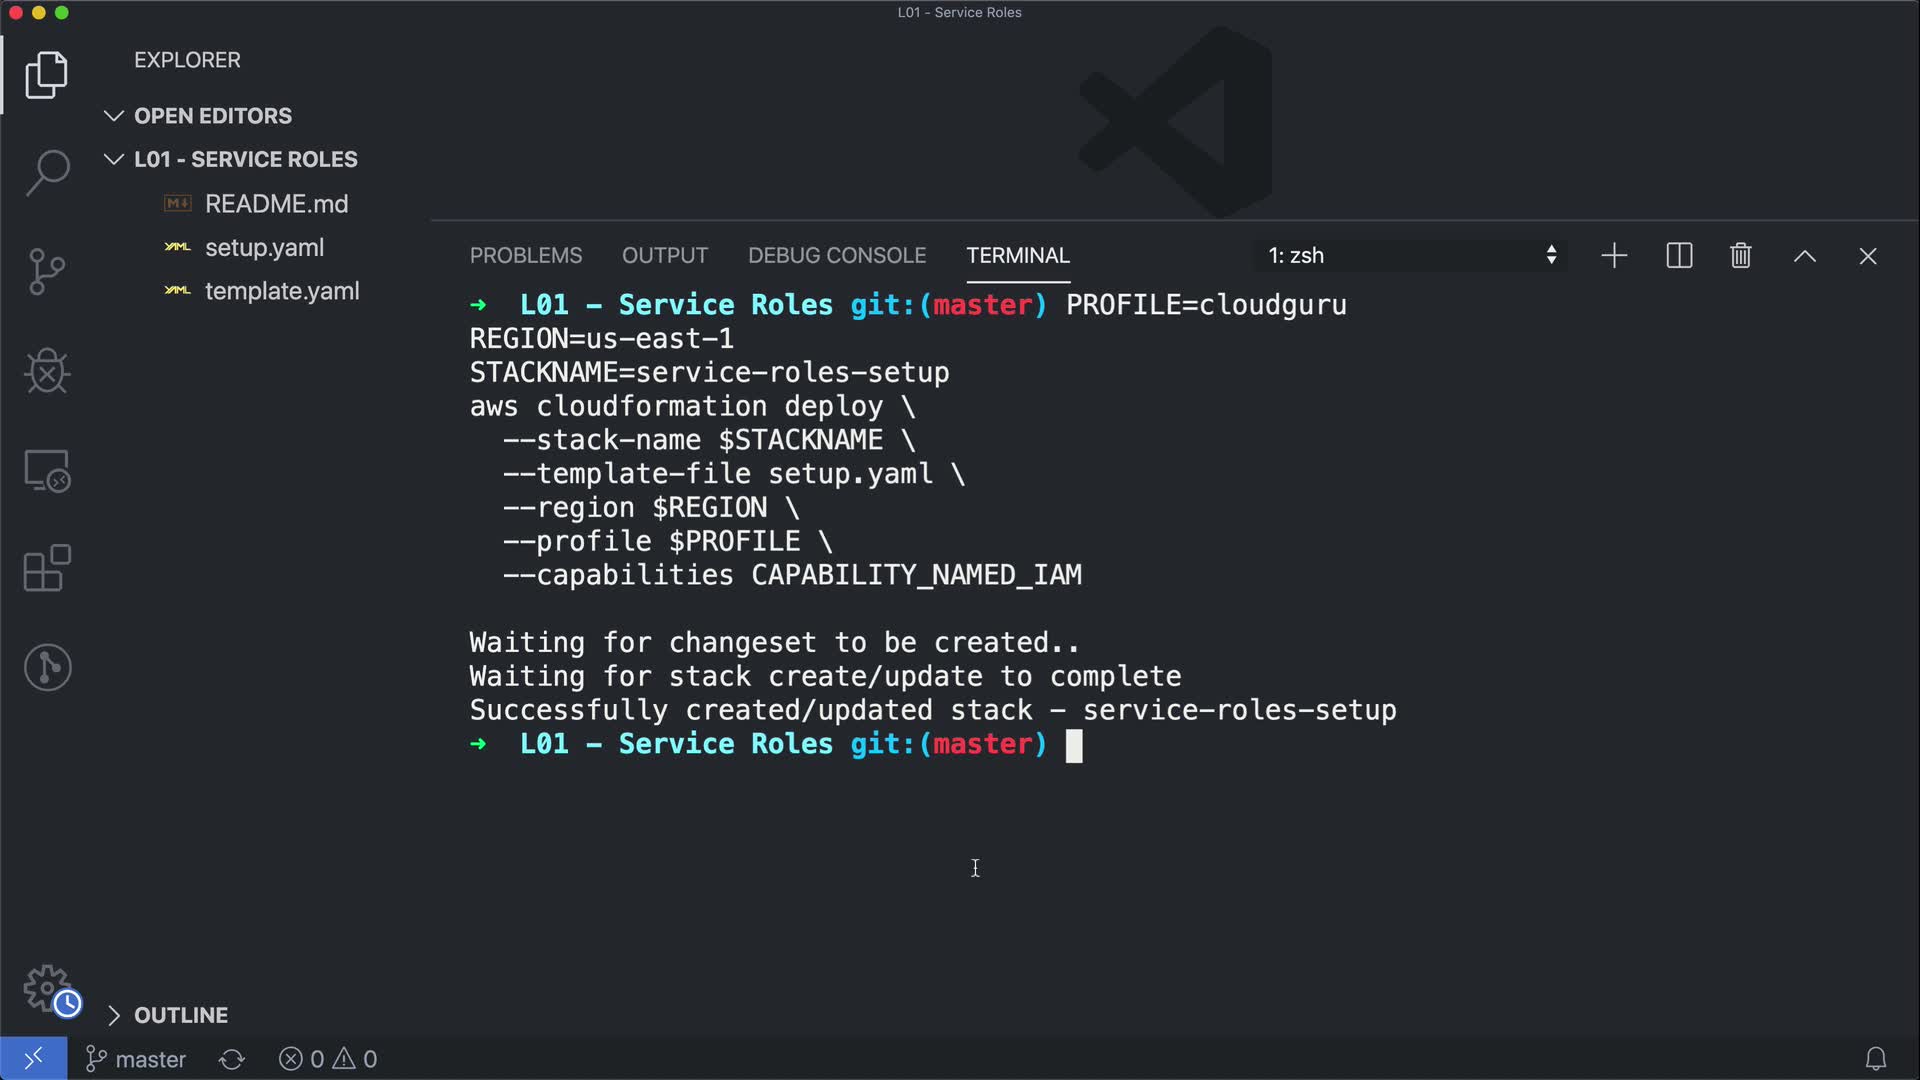 L01 - Service Roles
EXPLORER
OPEN EDITORS
L01 - SERVICE ROLES
README.md
YAML setup.yaml
YAML template.yaml
PROBLEMS OUTPUT DEBUG CONSOLE TERMINAL 1: zsh
➜ L01 - Service Roles git:(master) PROFILE=cloudguru
REGION=us-east-1
STACKNAME=service-roles-setup
aws cloudformation deploy \
--stack-name $STACKNAME \
--template-file setup.yaml \
--region $REGION \
--profile $PROFILE \
--capabilities CAPABILITY_NAMED_IAM
Waiting for changeset to be created..
Waiting for stack create/update to complete
Successfully created/updated stack - service-roles-setup
➜ L01 - Service Roles git:(master)
OUTLINE
master 0 0